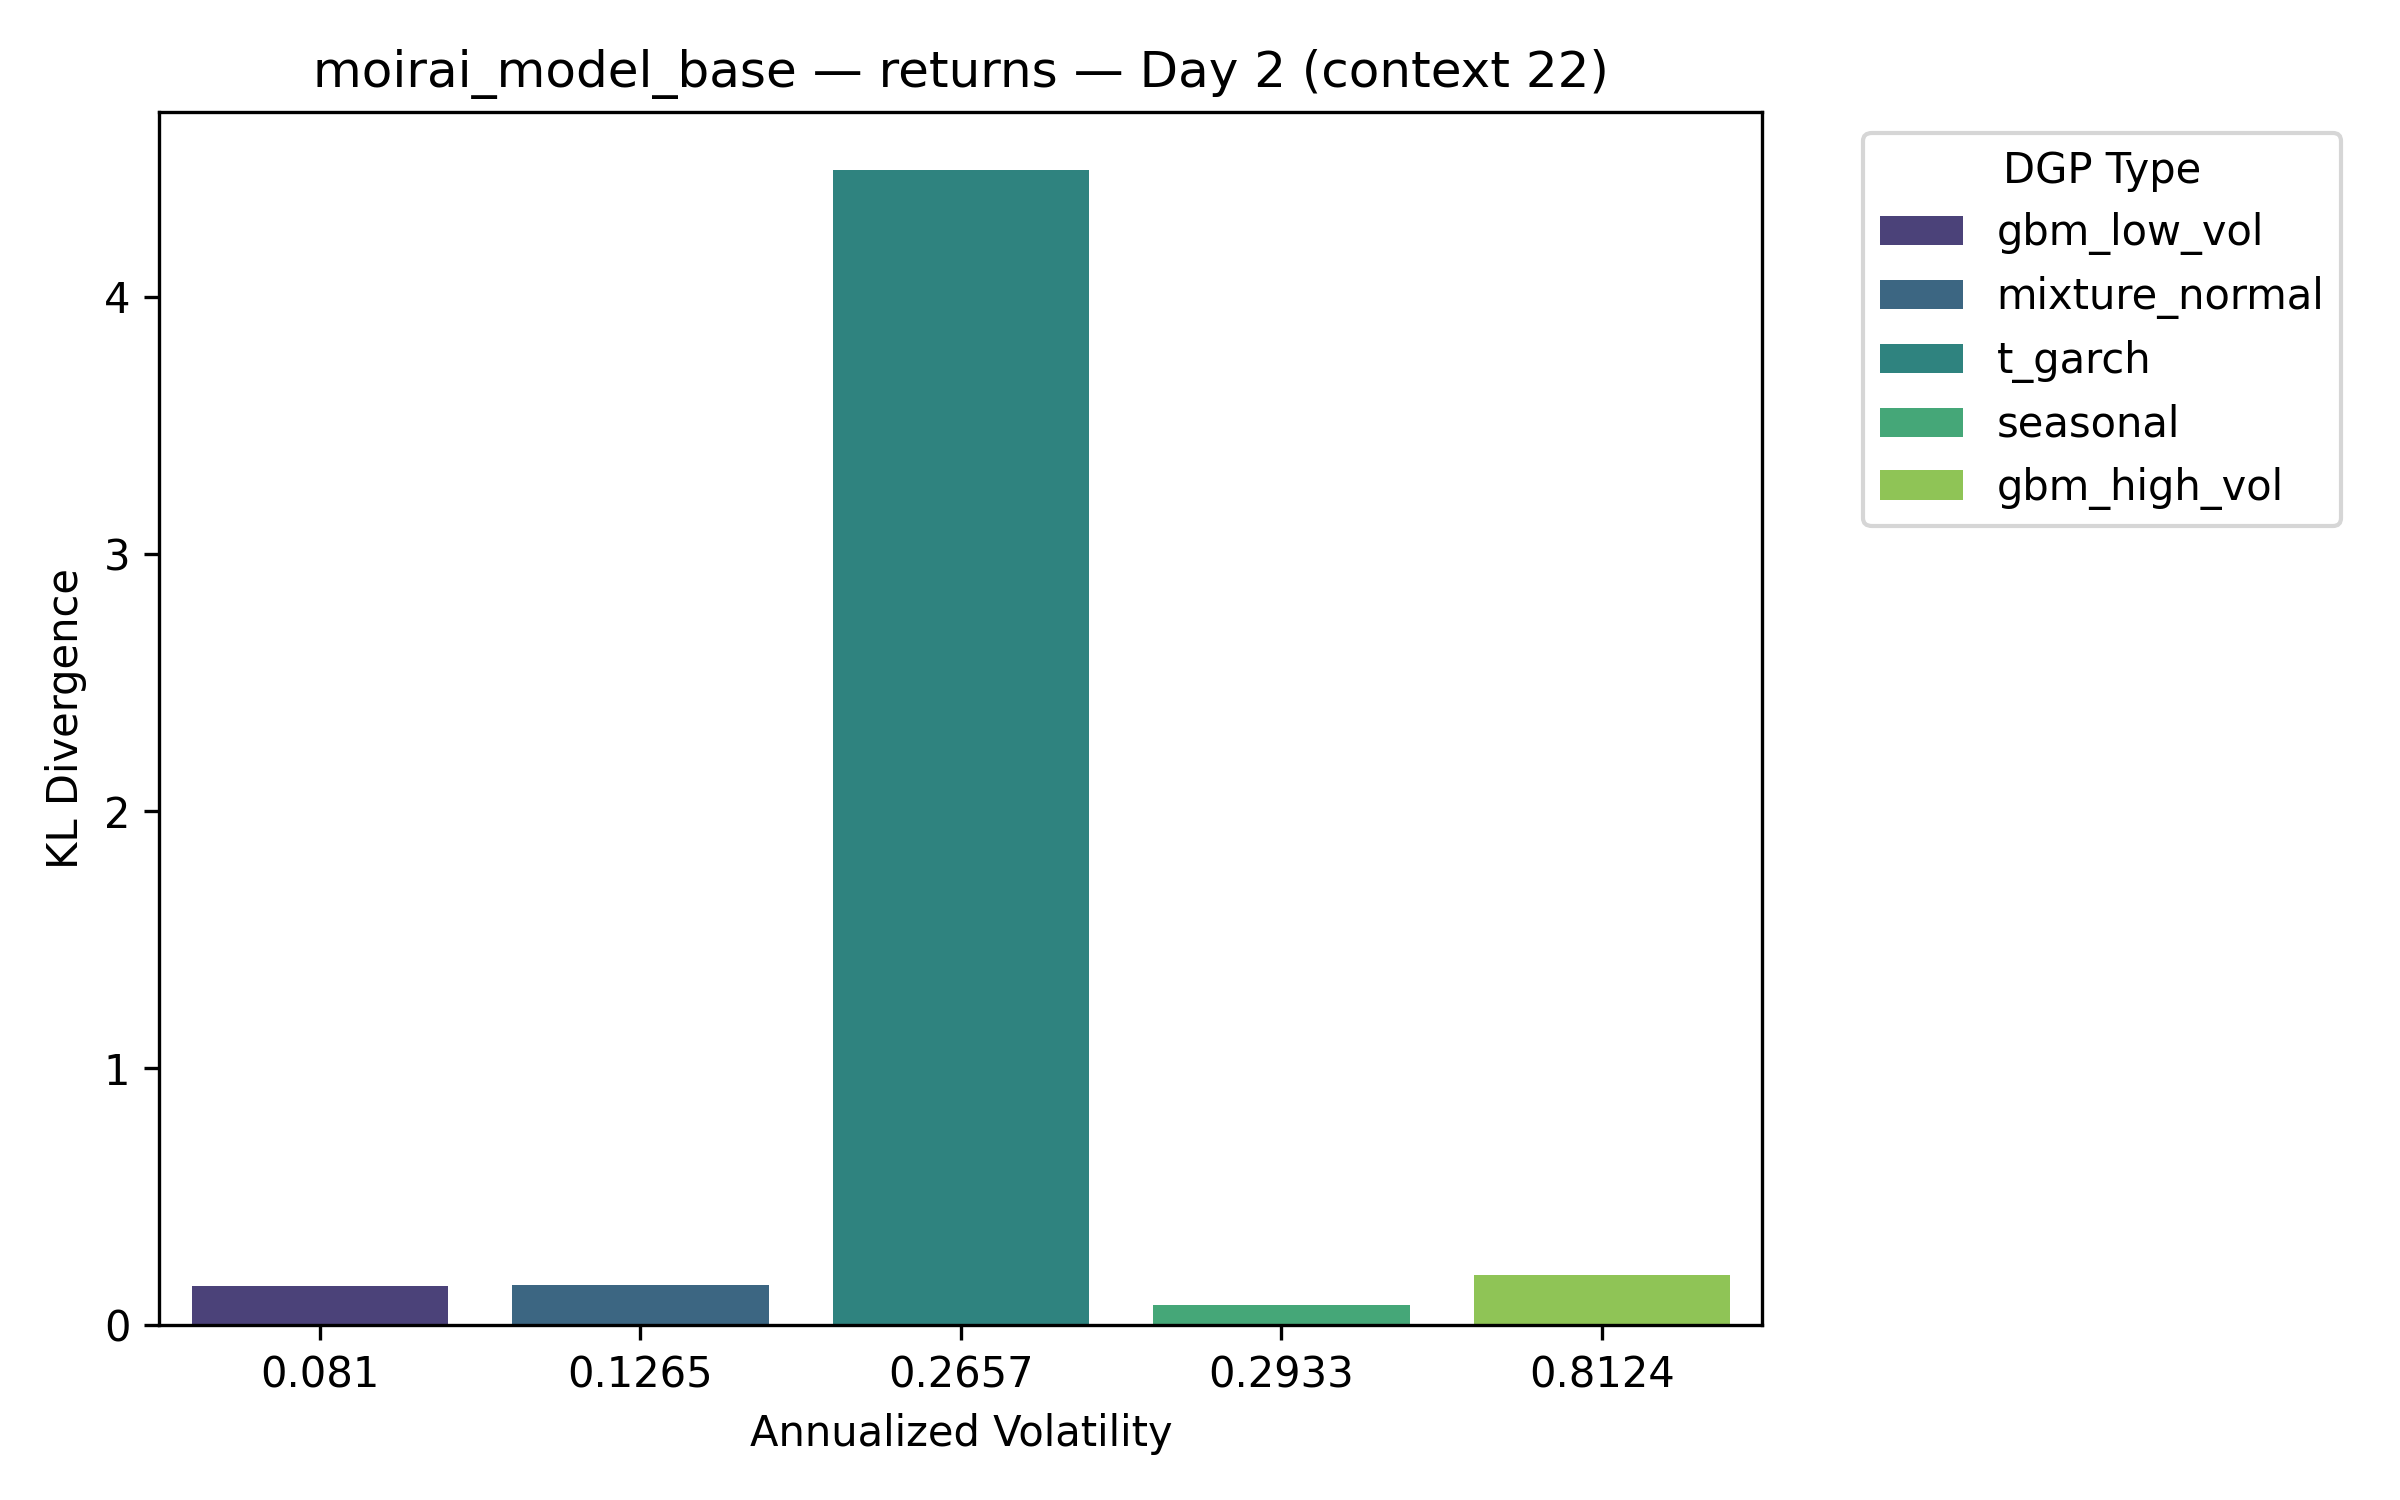 moirai_model_base — returns — Day 2 (context 22)
DGP Type
gbm_low_vol
mixture_normal
t_garch
seasonal
gbm_high_vol
KL Divergence
4
3
2
1
0
0.081 0.1265 0.2657 0.2933 0.8124
Annualized Volatility